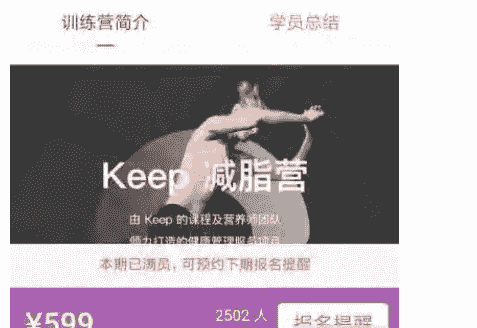 训练营简介
学员总结
Keep 减脂营
由 Keep 的课程及营养师团队
倾力打造的健康管理服务项目
本期已满员，可预约下期报名提醒
¥599
2502 人
报名提醒